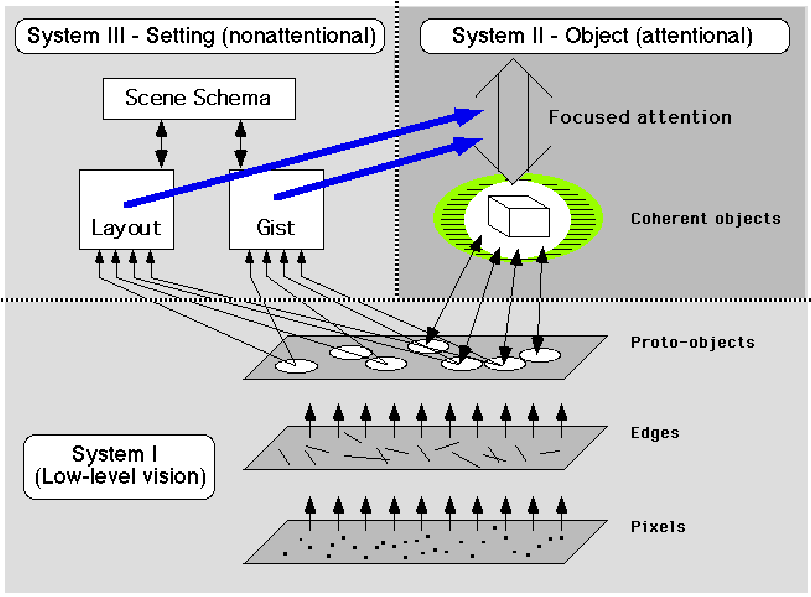 System III - Setting (nonattentional)
System II - Object (attentional)
Scene Schema
Focused attention
Layout
Gist
Coherent objects
Proto-objects
Edges
System I
(Low-level vision)
Pixels